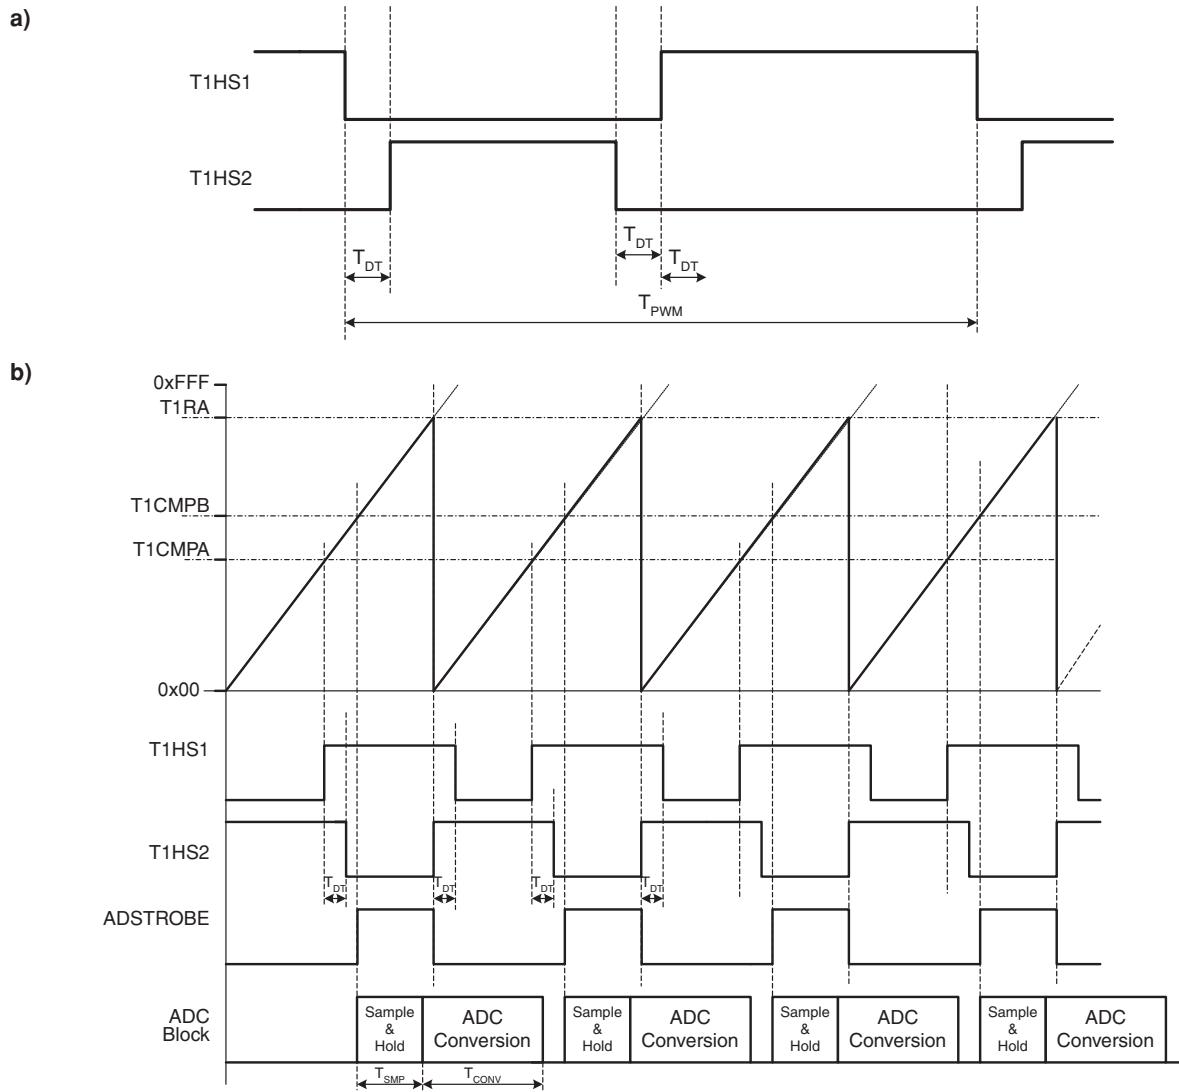 a)
T1HS1
T1HS2
TDT
TDT
TDT
TPWM
b)
0xFFF
T1RA
T1CMPB
T1CMPA
0x00
T1HS1
T1HS2
TDT
TDT
TDT
TDT
ADSTROBE
ADC
Block
Sample
&
Hold
ADC
Conversion
Sample
&
Hold
ADC
Conversion
Sample
&
Hold
ADC
Conversion
Sample
&
Hold
ADC
Conversion
TSMP
TCONV